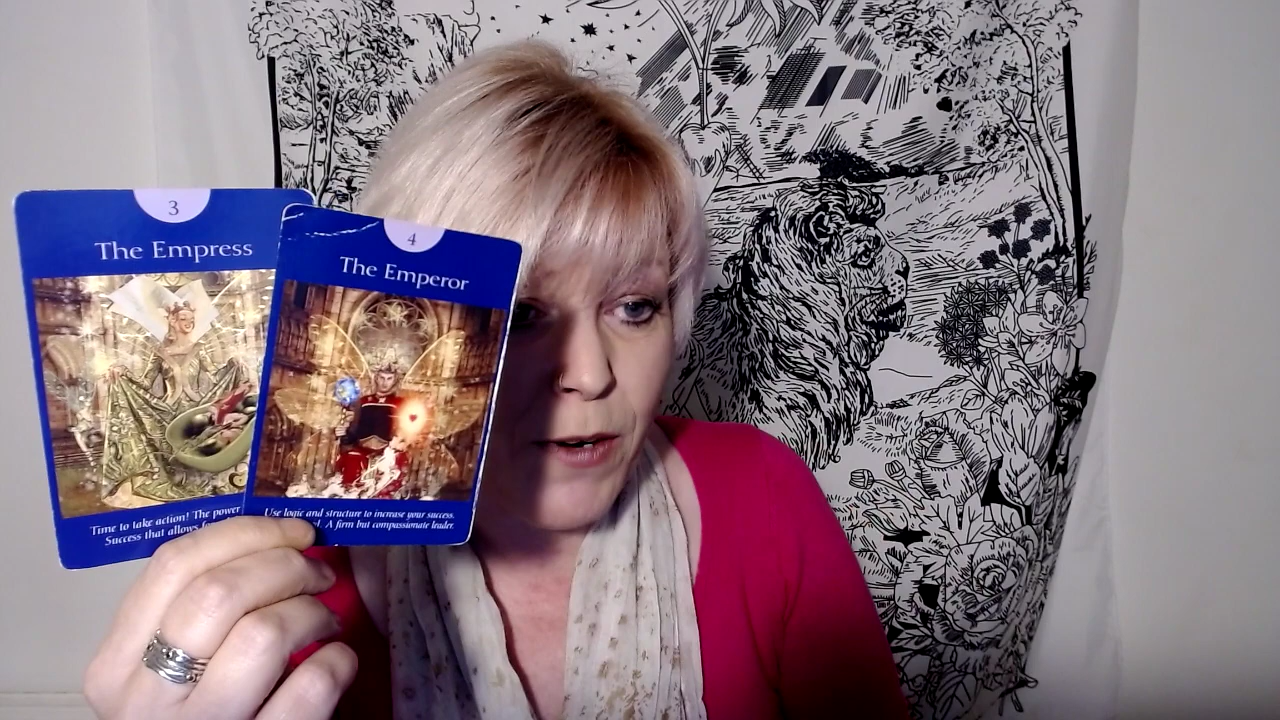 3
The Empress
Time to take action! The power
Success that allows
4
The Emperor
Use logic and structure to increase your success.
A firm but compassionate leader.